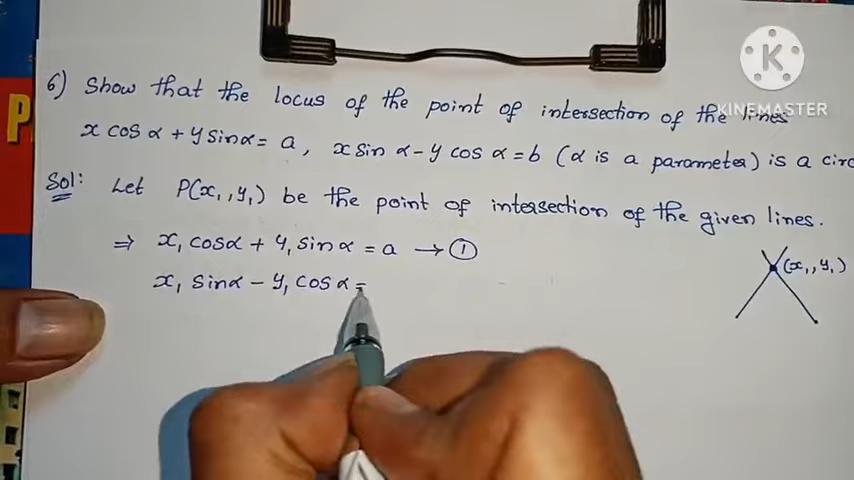 K
KINEMASTER
P
6) Show that the locus of the point of intersection of the lines
x cos α + y sin α = a, x sin α - y cos α = b (α is a parameter) is a circ
Sol: Let P(x₁, y₁) be the point of intersection of the given lines.
⇒ x₁ cos α + y₁ sin α = a → ①
(x₁, y₁)
x₁ sin α - y₁ cos α =